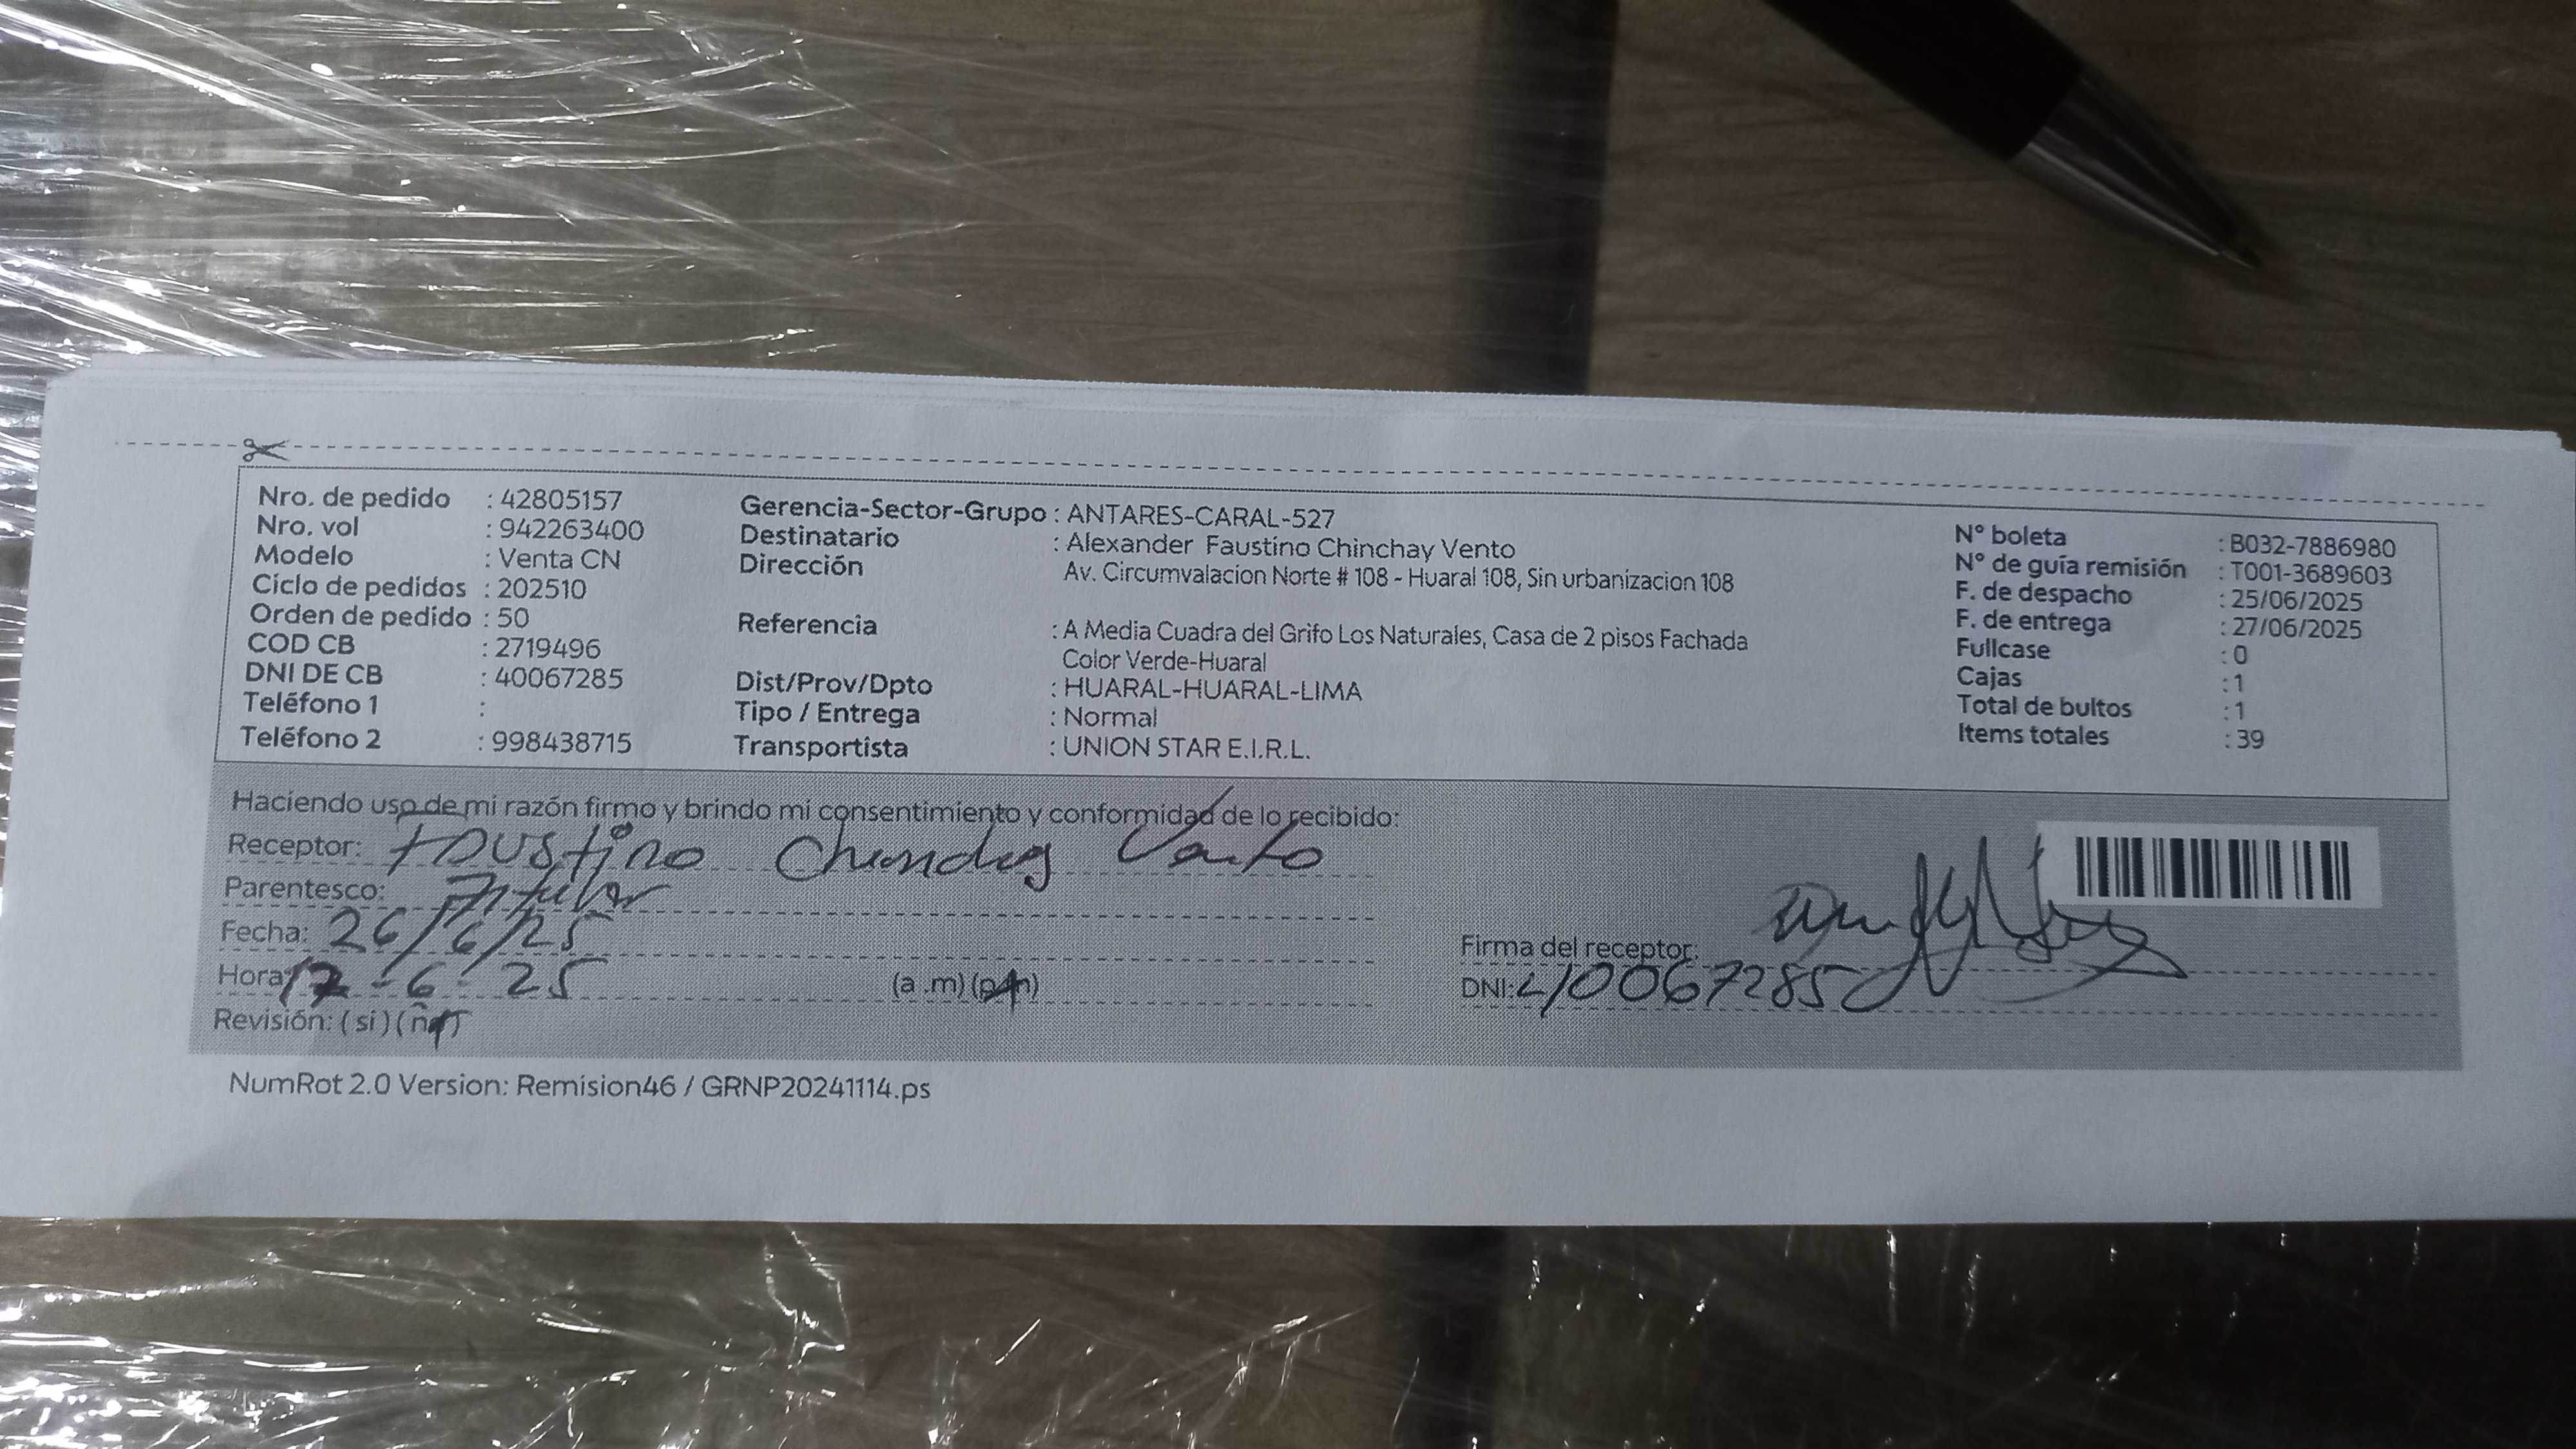 Nro. de pedido : 42805157
Nro. vol : 942263400
Modelo : Venta CN
Ciclo de pedidos : 202510
Orden de pedido : 50
COD CB : 2719496
DNI DE CB : 40067285
Teléfono 1 :
Teléfono 2 : 998438715
Gerencia-Sector-Grupo : ANTARES-CARAL-527
Destinatario : Alexander Faustino Chinchay Vento
Dirección Av. Circumvalacion Norte # 108 - Huaral 108, Sin urbanizacion 108
Referencia : A Media Cuadra del Grifo Los Naturales, Casa de 2 pisos Fachada
Color Verde-Huaral
Dist/Prov/Dpto : HUARAL-HUARAL-LIMA
Tipo / Entrega : Normal
Transportista : UNION STAR E.I.R.L.
N° boleta : B032-7886980
N° de guía remisión : T001-3689603
F. de despacho : 25/06/2025
F. de entrega : 27/06/2025
Fullcase : 0
Cajas : 1
Total de bultos : 1
Items totales : 39
Haciendo uso de mi razón firmo y brindo mi consentimiento y conformidad de lo recibido:
Receptor: Faustino Vento
Parentesco: Titular
Fecha: 26/6/25
Hora: 12-6-25 (a .m) (p.m)
Revisión: ( si ) ( no )
Firma del receptor:
DNI: 40067285
NumRot 2.0 Version: Remision46 / GRNP20241114.ps